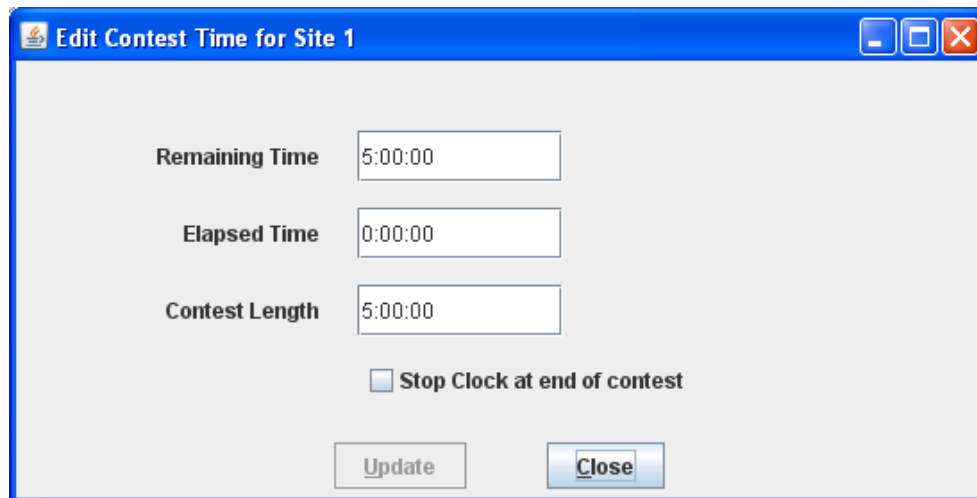 Edit Contest Time for Site 1
Remaining Time 5:00:00
Elapsed Time 0:00:00
Contest Length 5:00:00
Stop Clock at end of contest
Update Close